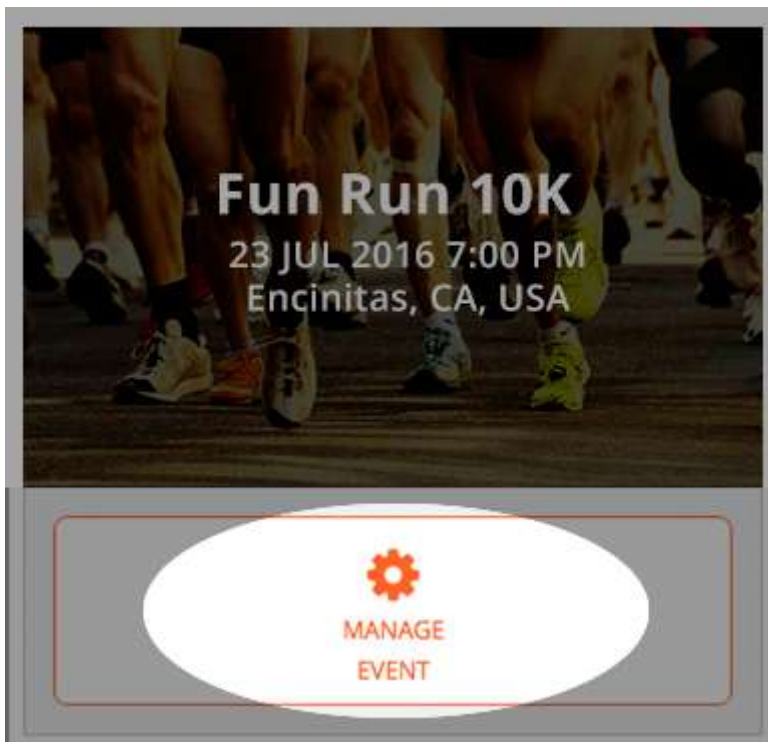 Fun Run 10K
23 JUL 2016 7:00 PM
Encinitas, CA, USA
MANAGE
EVENT